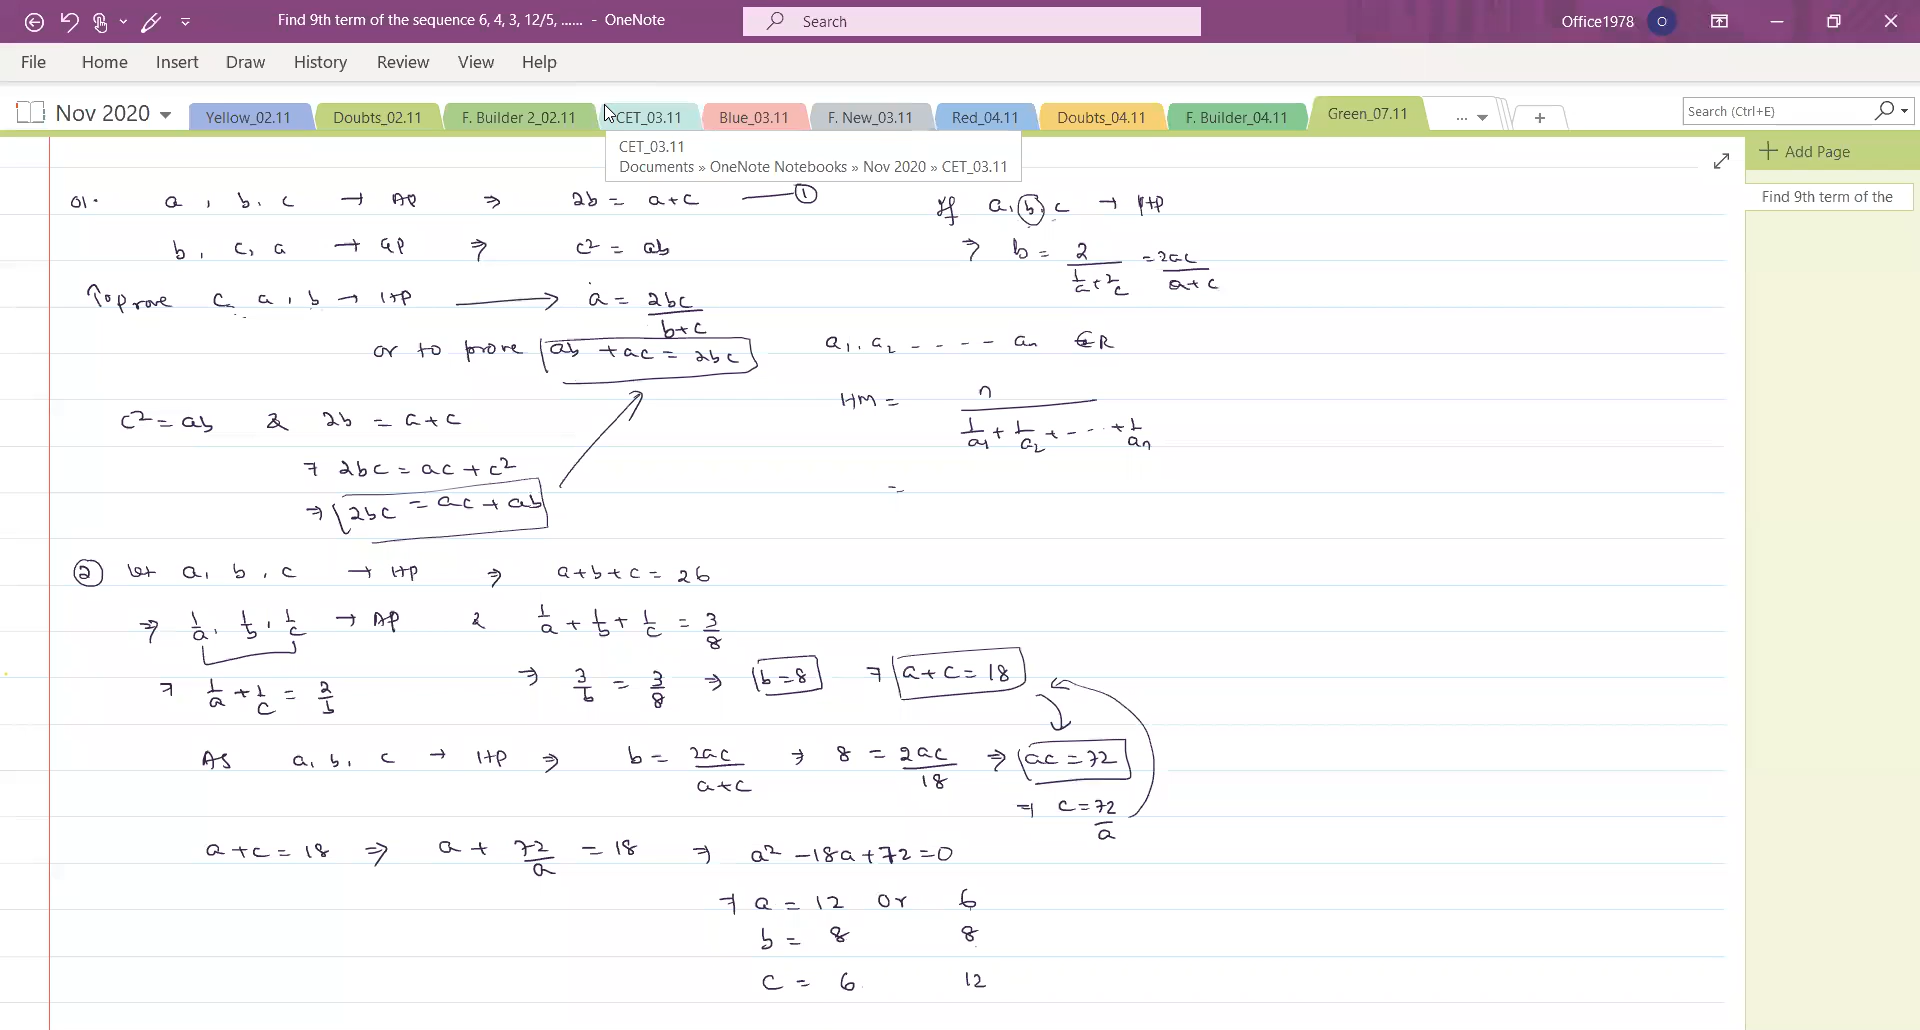 Find 9th term of the sequence 6, 4, 3, 12/5, ...... - OneNote
Search
Office1978
O
File Home Insert Draw History Review View Help
Nov 2020
Yellow_02.11 Doubts_02.11 F. Builder 2_02.11 CET_03.11 Blue_03.11 F. New_03.11 Red_04.11 Doubts_04.11 F. Builder_04.11 Green_07.11 ... +
Search (Ctrl+E)
CET_03.11
Documents » OneNote Notebooks » Nov 2020 » CET_03.11
+ Add Page
Find 9th term of the
01. a, b, c → AP ⇒ 2b = a+c —— ①
b, c, a → GP ⇒ c² = ab
To prove c, a, b → HP ⟶ a = 2bc/(b+c)
or to prove ab + ac = 2bc
c² = ab & 2b = a+c
⇒ 2bc = ac + c²
⇒ 2bc = ac + ab
If a, b, c → HP
⇒ b = 2/(1/a + 1/c) = 2ac/(a+c)
a₁, a₂ - - - - - aₙ ∈ R
HM = n/(1/a₁ + 1/a₂ + - - - + 1/aₙ)
=
② let a, b, c → HP ⇒ a+b+c = 26
⇒ 1/a, 1/b, 1/c → AP & 1/a + 1/b + 1/c = 3/8
⇒ 1/a + 1/c = 2/b ⇒ 3/b = 3/8 ⇒ b=8 ⇒ a+c = 18
As a, b, c → HP ⇒ b = 2ac/(a+c) ⇒ 8 = 2ac/18 ⇒ ac = 72
⇒ c = 72/a
a+c = 18 ⇒ a + 72/a = 18 ⇒ a² -18a + 72 = 0
⇒ a = 12 or 6
b = 8 8
c = 6 12